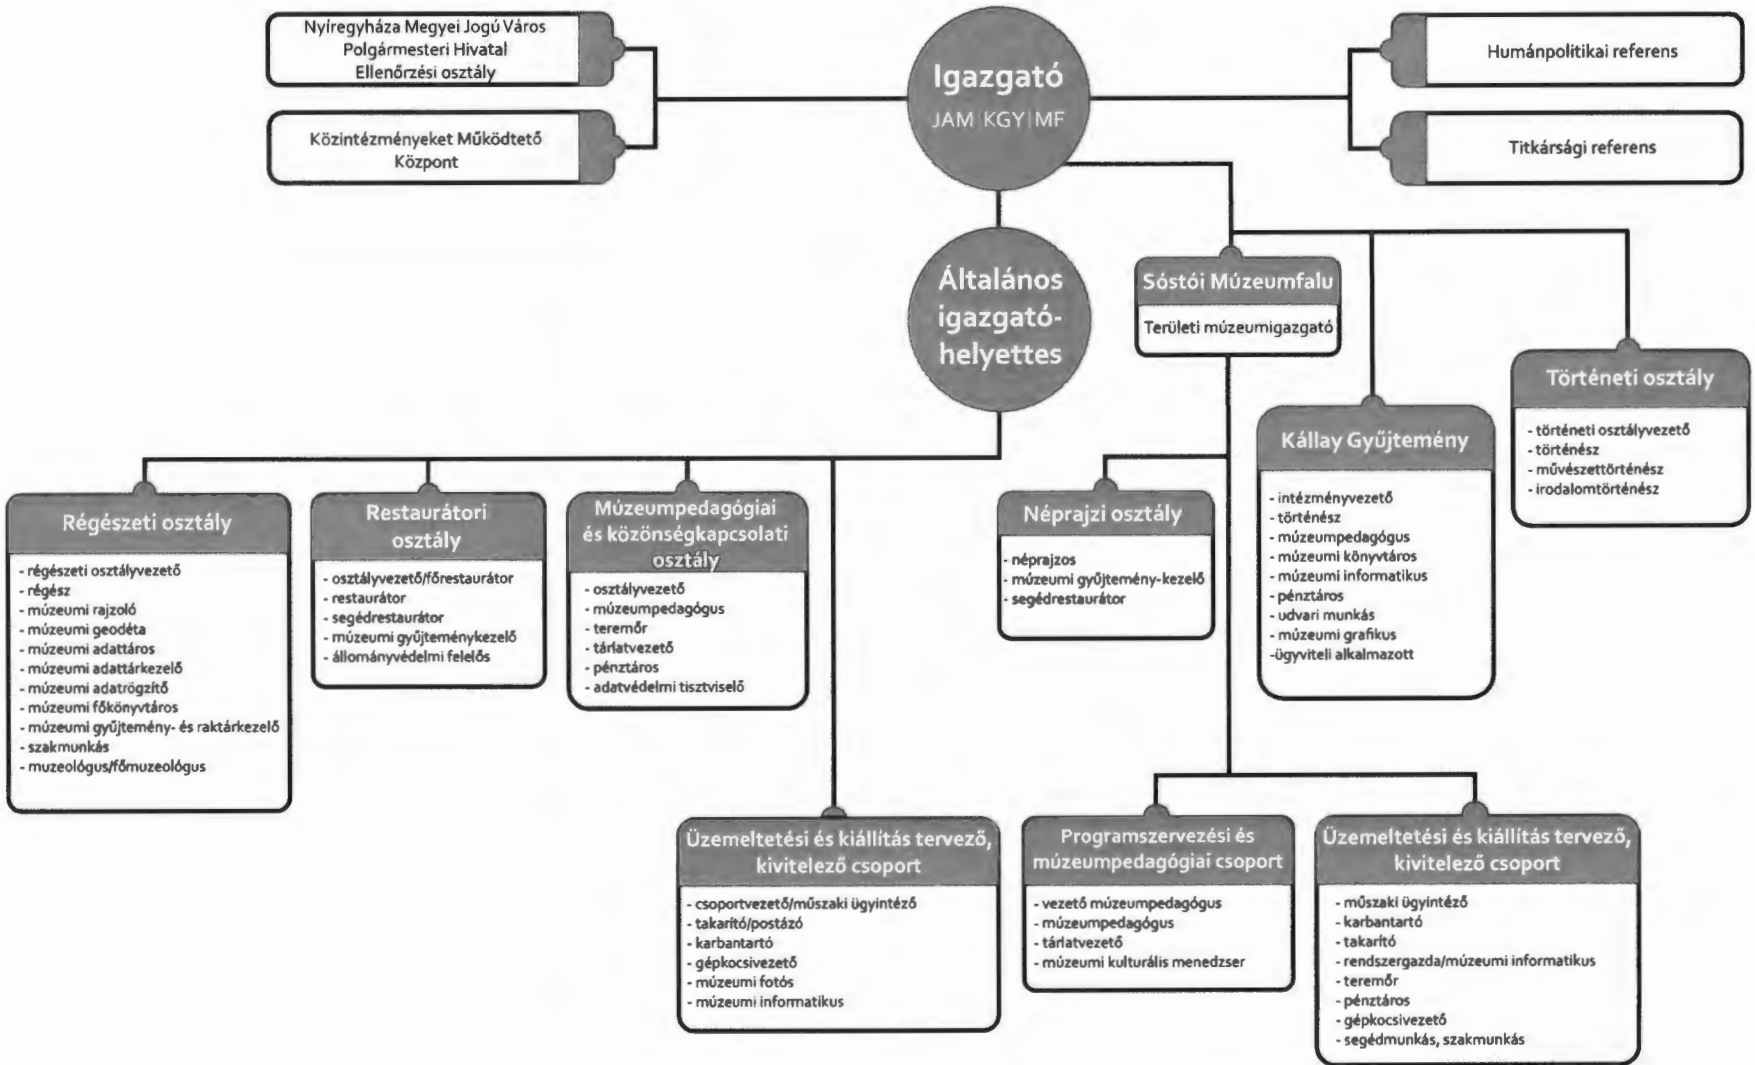 Nyíregyháza Megyei Jogú Város
Polgármesteri Hivatal
Ellenőrzési osztály
Közintézményeket Működtető
Központ
Igazgató
JAM|KGY|MF
Humánpolitikai referens
Titkársági referens
Általános
igazgató-
helyettes
Sóstói Múzeumfalu
Területi múzeumigazgató
Történeti osztály
- történeti osztályvezető
- történész
- művészettörténész
- irodalomtörténész
Kállay Gyűjtemény
- intézményvezető
- történész
- múzeumpedagógus
- múzeumi könyvtáros
- múzeumi informatikus
- pénztáros
- udvari munkás
- múzeumi grafikus
-ügyviteli alkalmazott
Régészeti osztály
- régészeti osztályvezető
- régész
- múzeumi rajzoló
- múzeumi geodéta
- múzeumi adattáros
- múzeumi adattárkezelő
- múzeumi adatrögzítő
- múzeumi főkönyvtáros
- múzeumi gyűjtemény- és raktárkezelő
- szakmunkás
- muzeológus/főmuzeológus
Restaurátori
osztály
- osztályvezető/főrestaurátor
- restaurátor
- segédrestaurátor
- múzeumi gyűjteménykezelő
- állományvédelmi felelős
Múzeumpedagógiai
és közönségkapcsolati
osztály
- osztályvezető
- múzeumpedagógus
- teremőr
- tárlatvezető
- pénztáros
- adatvédelmi tisztviselő
Néprajzi osztály
- néprajzos
- múzeumi gyűjtemény-kezelő
- segédrestaurátor
Üzemeltetési és kiállítás tervező,
kivitelező csoport
- csoportvezető/műszaki ügyintéző
- takarító/postázó
- karbantartó
- gépkocsivezető
- múzeumi fotós
- múzeumi informatikus
Programszervezési és
múzeumpedagógiai csoport
- vezető múzeumpedagógus
- múzeumpedagógus
- tárlatvezető
- múzeumi kulturális menedzser
Üzemeltetési és kiállítás tervező,
kivitelező csoport
- műszaki ügyintéző
- karbantartó
- takarító
- rendszergazda/múzeumi informatikus
- teremőr
- pénztáros
- gépkocsivezető
- segédmunkás, szakmunkás